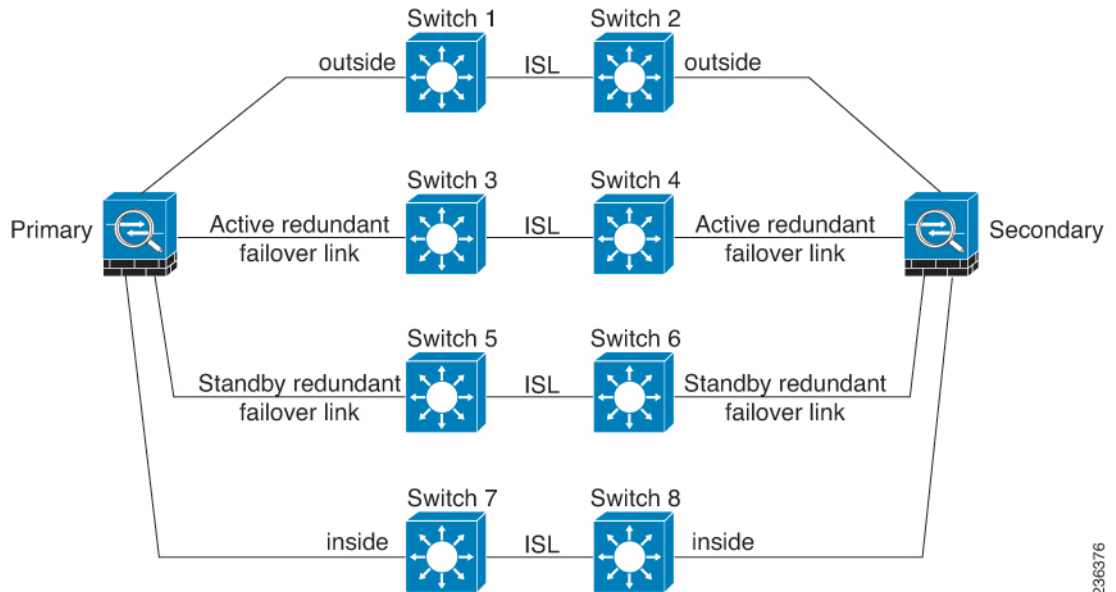 Switch 1
Switch 2
outside
ISL
outside
Switch 3
Switch 4
Primary
Active redundant
failover link
ISL
Active redundant
failover link
Secondary
Switch 5
Switch 6
Standby redundant
failover link
ISL
Standby redundant
failover link
Switch 7
Switch 8
inside
ISL
inside
236376